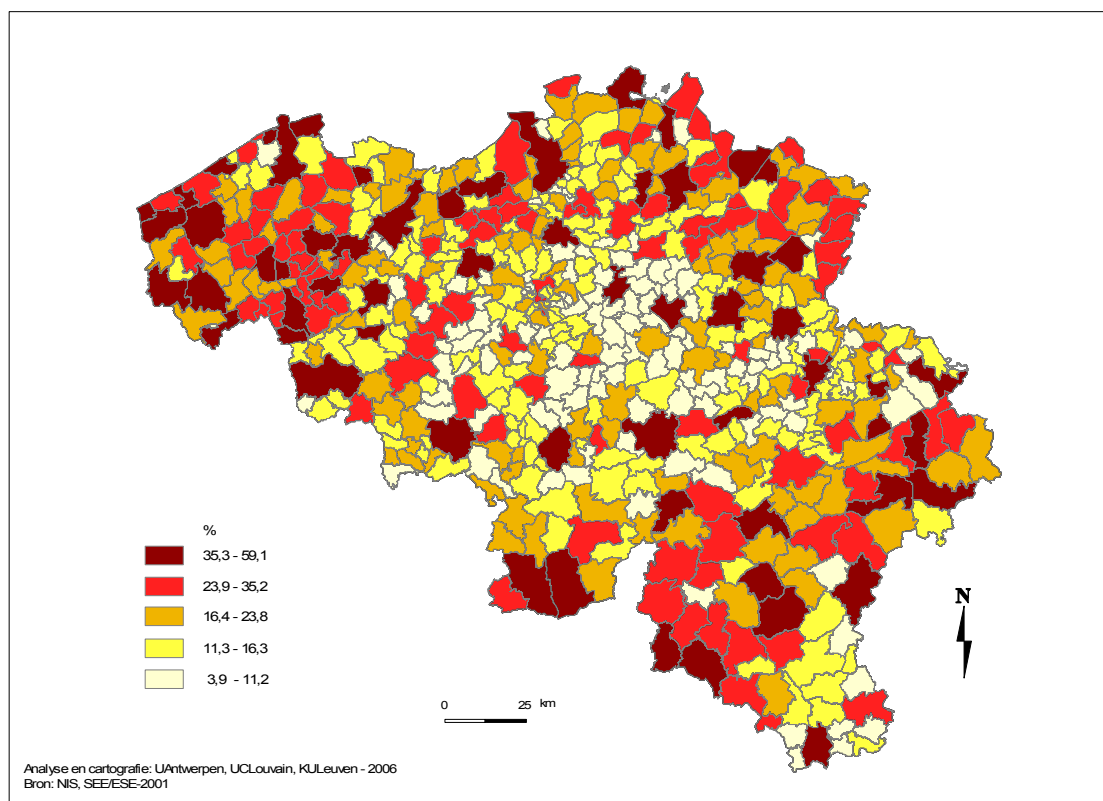 %
35,3 - 59,1
23,9 - 35,2
16,4 - 23,8
11,3 - 16,3
3,9 - 11,2
N
0 25 km
Analyse en cartografie: UAntwerpen, UCLouvain, KULeuven - 2006
Bron: NIS, SEE/ESE-2001